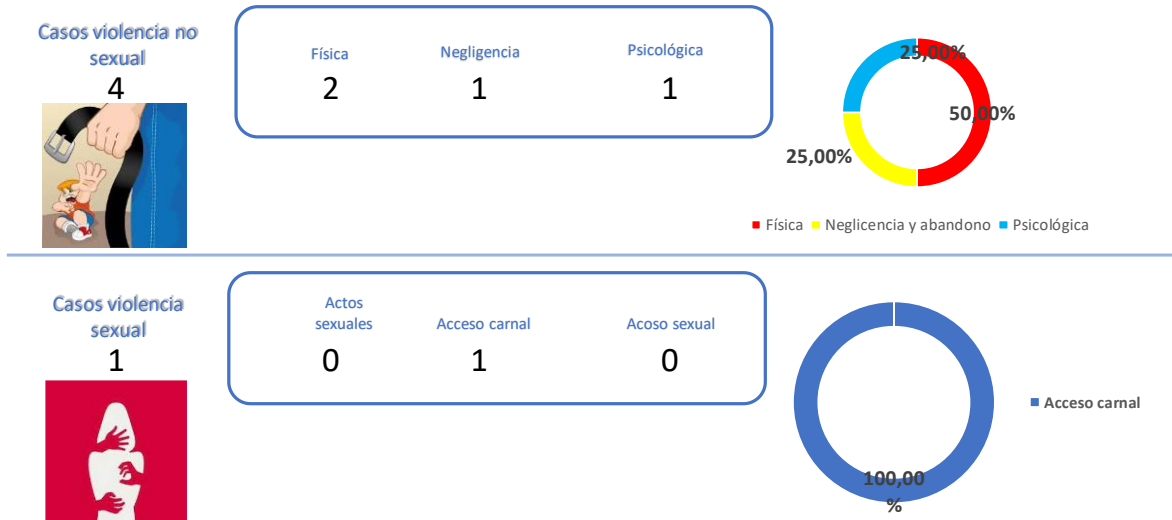 Casos violencia no
sexual
4
Física
Negligencia
Psicológica
2
1
1
25,00%
50,00%
25,00%
Física
Neglicencia y abandono
Psicológica
Casos violencia
sexual
1
Actos
sexuales
Acceso carnal
Acoso sexual
0
1
0
Acceso carnal
100,00
%